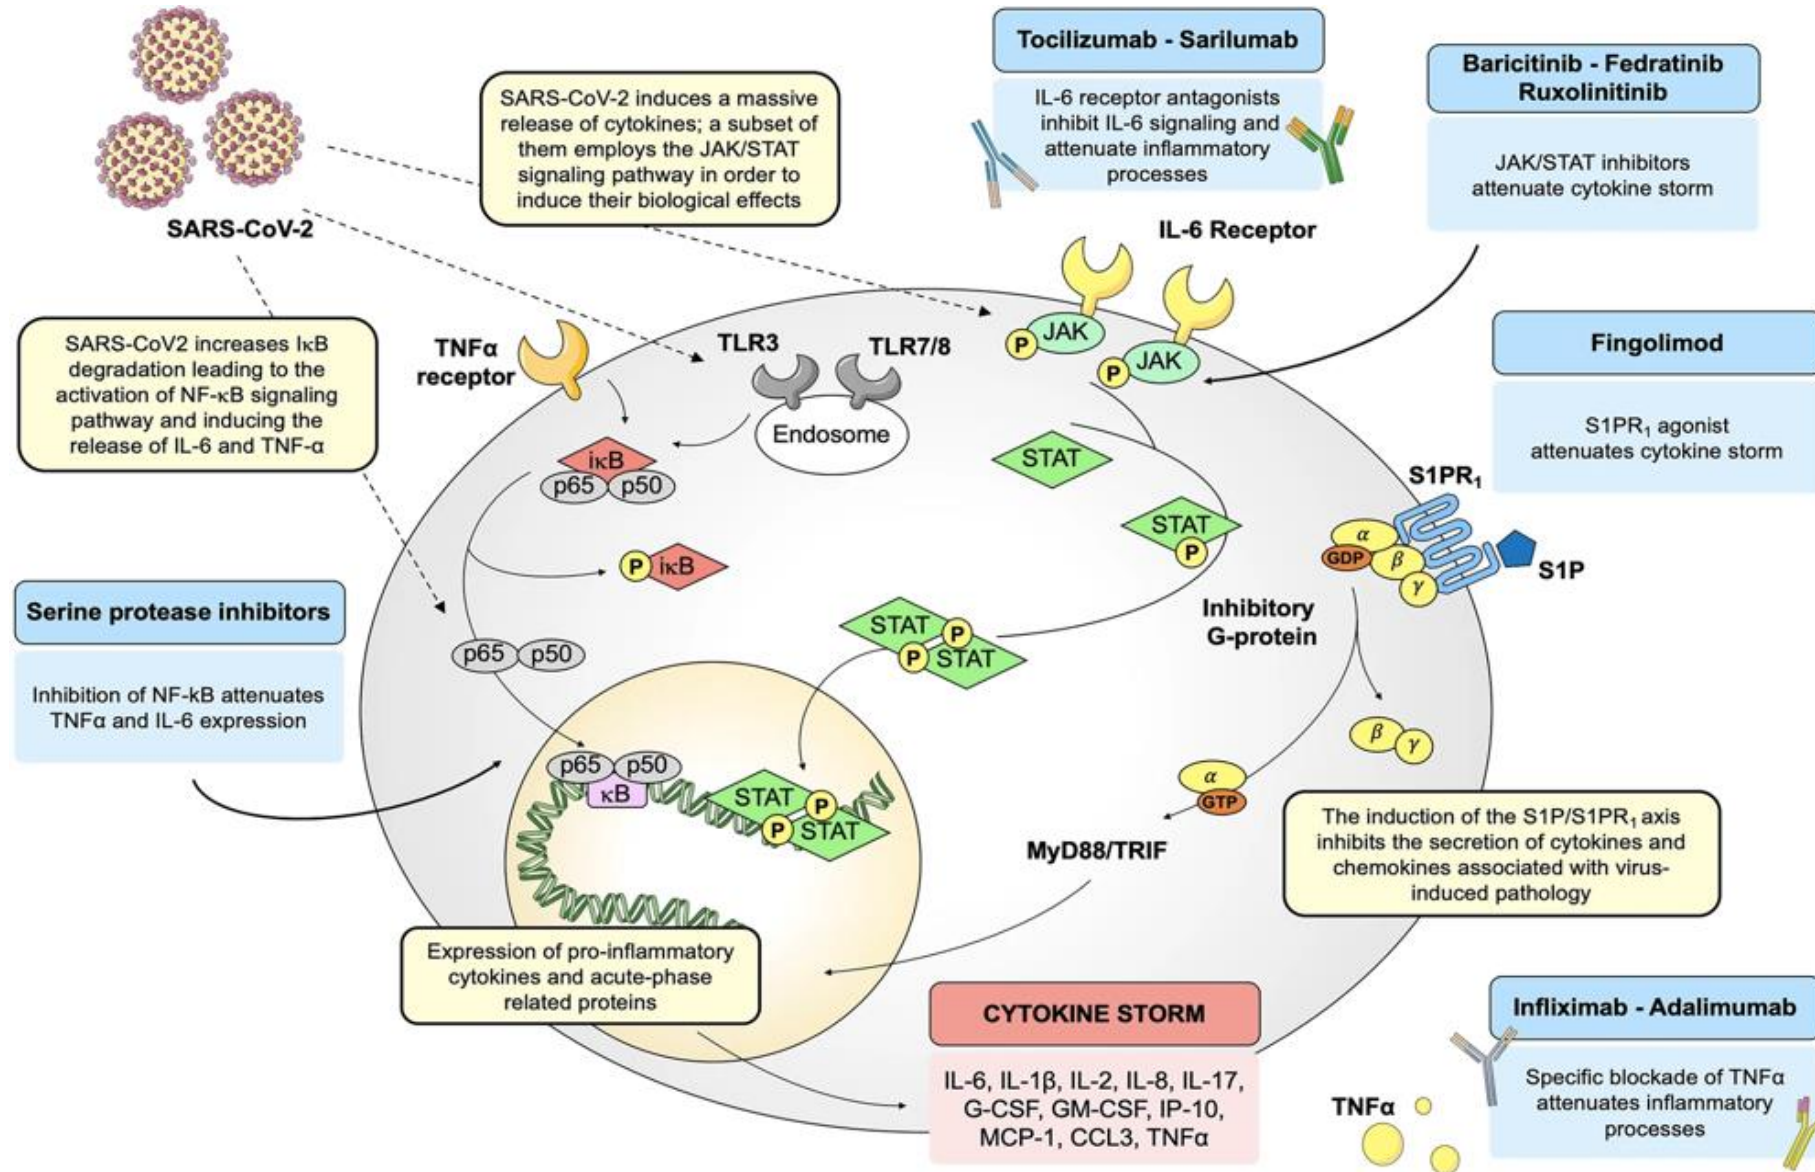 Tocilizumab - Sarilumab
IL-6 receptor antagonists
inhibit IL-6 signaling and
attenuate inflammatory
processes
Baricitinib - Fedratinib
Ruxolinitinib
JAK/STAT inhibitors
attenuate cytokine storm
SARS-CoV-2 induces a massive
release of cytokines; a subset of
them employs the JAK/STAT
signaling pathway in order to
induce their biological effects
SARS-CoV-2
IL-6 Receptor
SARS-CoV2 increases IκB
degradation leading to the
activation of NF-κB signaling
pathway and inducing the
release of IL-6 and TNF-α
TNFα
receptor
TLR3
TLR7/8
Endosome
JAK
P
JAK
P
Fingolimod
S1PR₁ agonist
attenuates cytokine storm
iκB
p65 p50
STAT
STAT
P
P iκB
S1PR₁
α
GDP
β
γ
S1P
Inhibitory
G-protein
Serine protease inhibitors
Inhibition of NF-kB attenuates
TNFα and IL-6 expression
p65 p50
STAT P
P STAT
β γ
α
GTP
p65 p50
κB
STAT P
P STAT
MyD88/TRIF
The induction of the S1P/S1PR₁ axis
inhibits the secretion of cytokines and
chemokines associated with virus-
induced pathology
Expression of pro-inflammatory
cytokines and acute-phase
related proteins
CYTOKINE STORM
IL-6, IL-1β, IL-2, IL-8, IL-17,
G-CSF, GM-CSF, IP-10,
MCP-1, CCL3, TNFα
Infliximab - Adalimumab
Specific blockade of TNFα
attenuates inflammatory
processes
TNFα